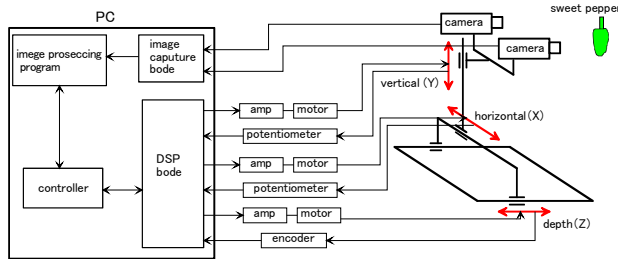 PC
imege proseccing
program
image
caputure
bode
controller
DSP
bode
amp
motor
potentiometer
amp
motor
potentiometer
amp
motor
encoder
camera
camera
sweet pepper
vertical (Y)
horizontal(X)
depth(Z)